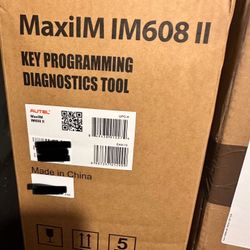 MaxiIM IM608 II
KEY PROGRAMMING
DIAGNOSTICS TOOL
AUTEL
MaxiIM
IM608 II
UPC-A
EAN-13
Made in China
5